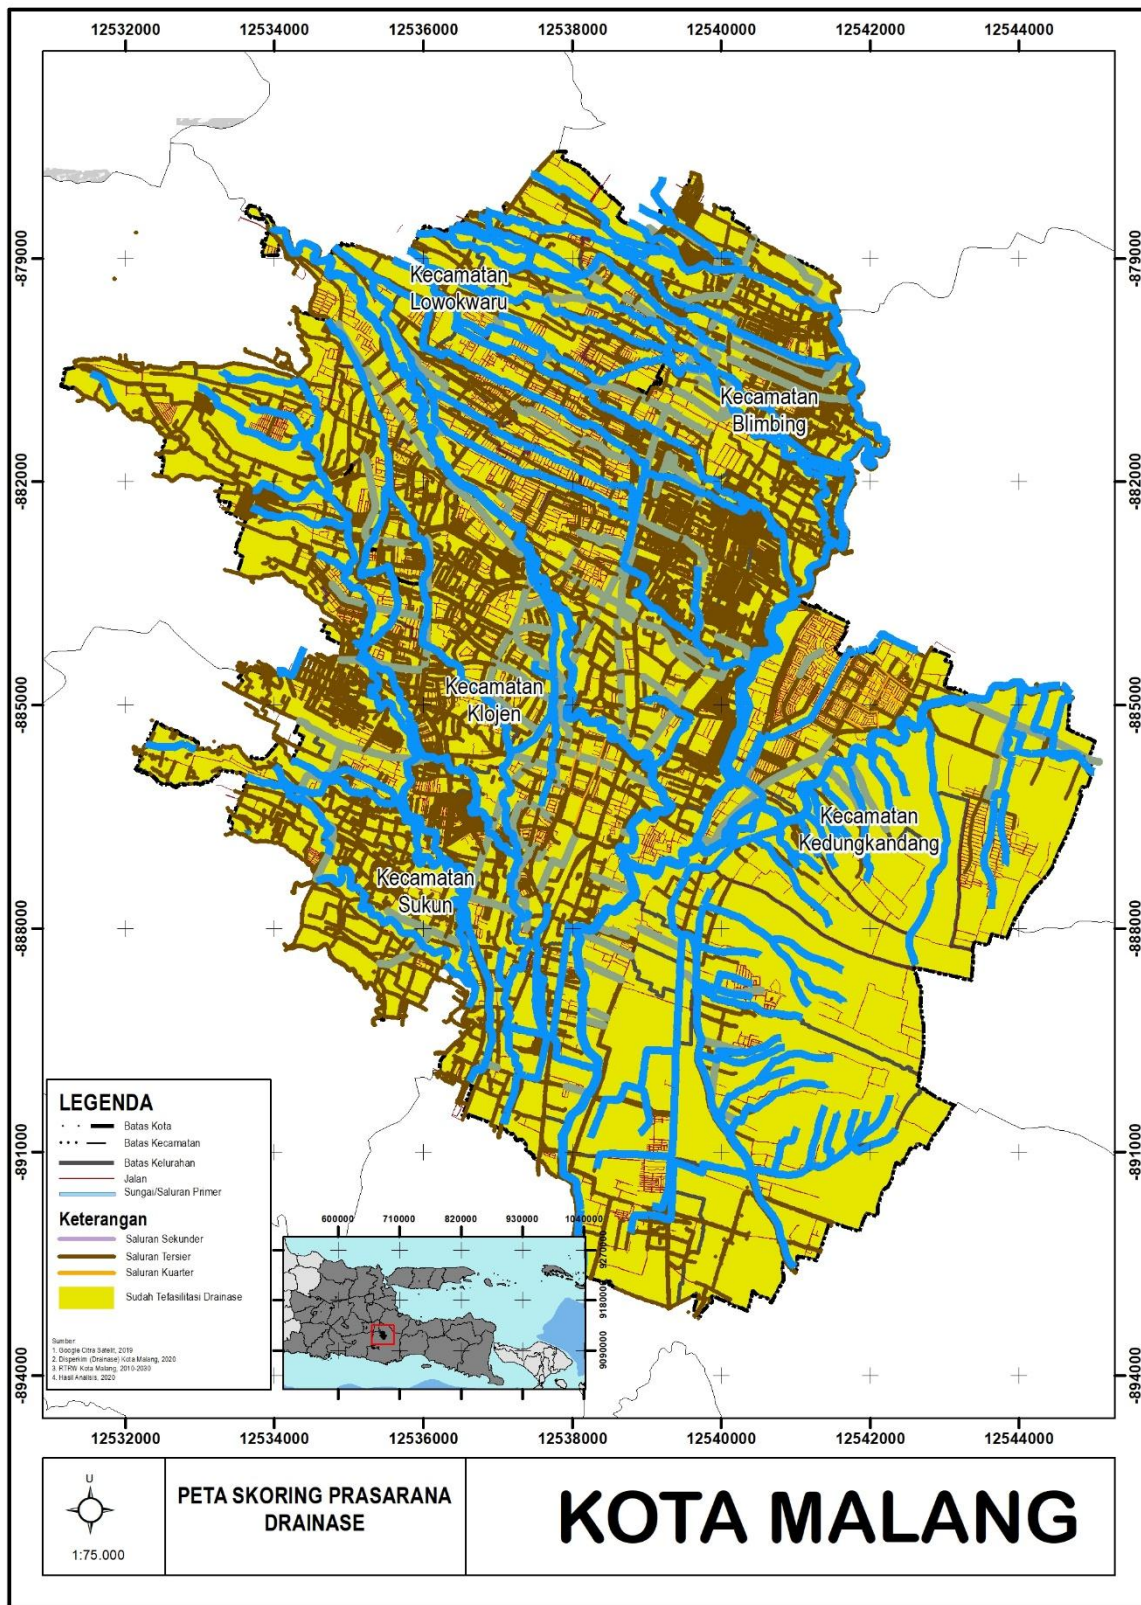 12532000 12534000 12536000 12538000 12540000 12542000 12544000
-879000 -879000
Kecamatan
Lowokwaru
Kecamatan
Blimbing
-882000 -882000
Kecamatan
Klojen
-885000 -885000
Kecamatan
Kedungkandang
Kecamatan
Sukun
-888000 -888000
LEGENDA
Batas Kota
Batas Kecamatan
Batas Kelurahan
Jalan
Sungai/Saluran Primer
Keterangan
Saluran Sekunder
Saluran Tersier
Saluran Kuarter
Sudah Tefasilitasi Drainase
Sumber:
1. Google Citra Satelit, 2019
2. Disperkim (Drainase) Kota Malang, 2020
3. RTRW Kota Malang, 2010-2030
4. Hasil Analisis, 2020
-891000
600000 710000 820000 930000 1040000
9270000
9180000
9090000
-894000 -894000
12532000 12534000 12536000 12538000 12540000 12542000 12544000
U
1:75.000
PETA SKORING PRASARANA
DRAINASE
KOTA MALANG